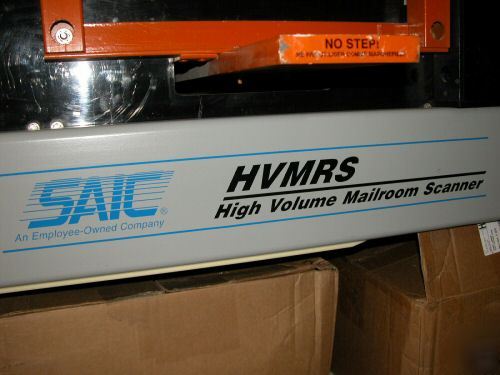 NO STEP!
SAIC®
An Employee-Owned Company
HVMRS
High Volume Mailroom Scanner